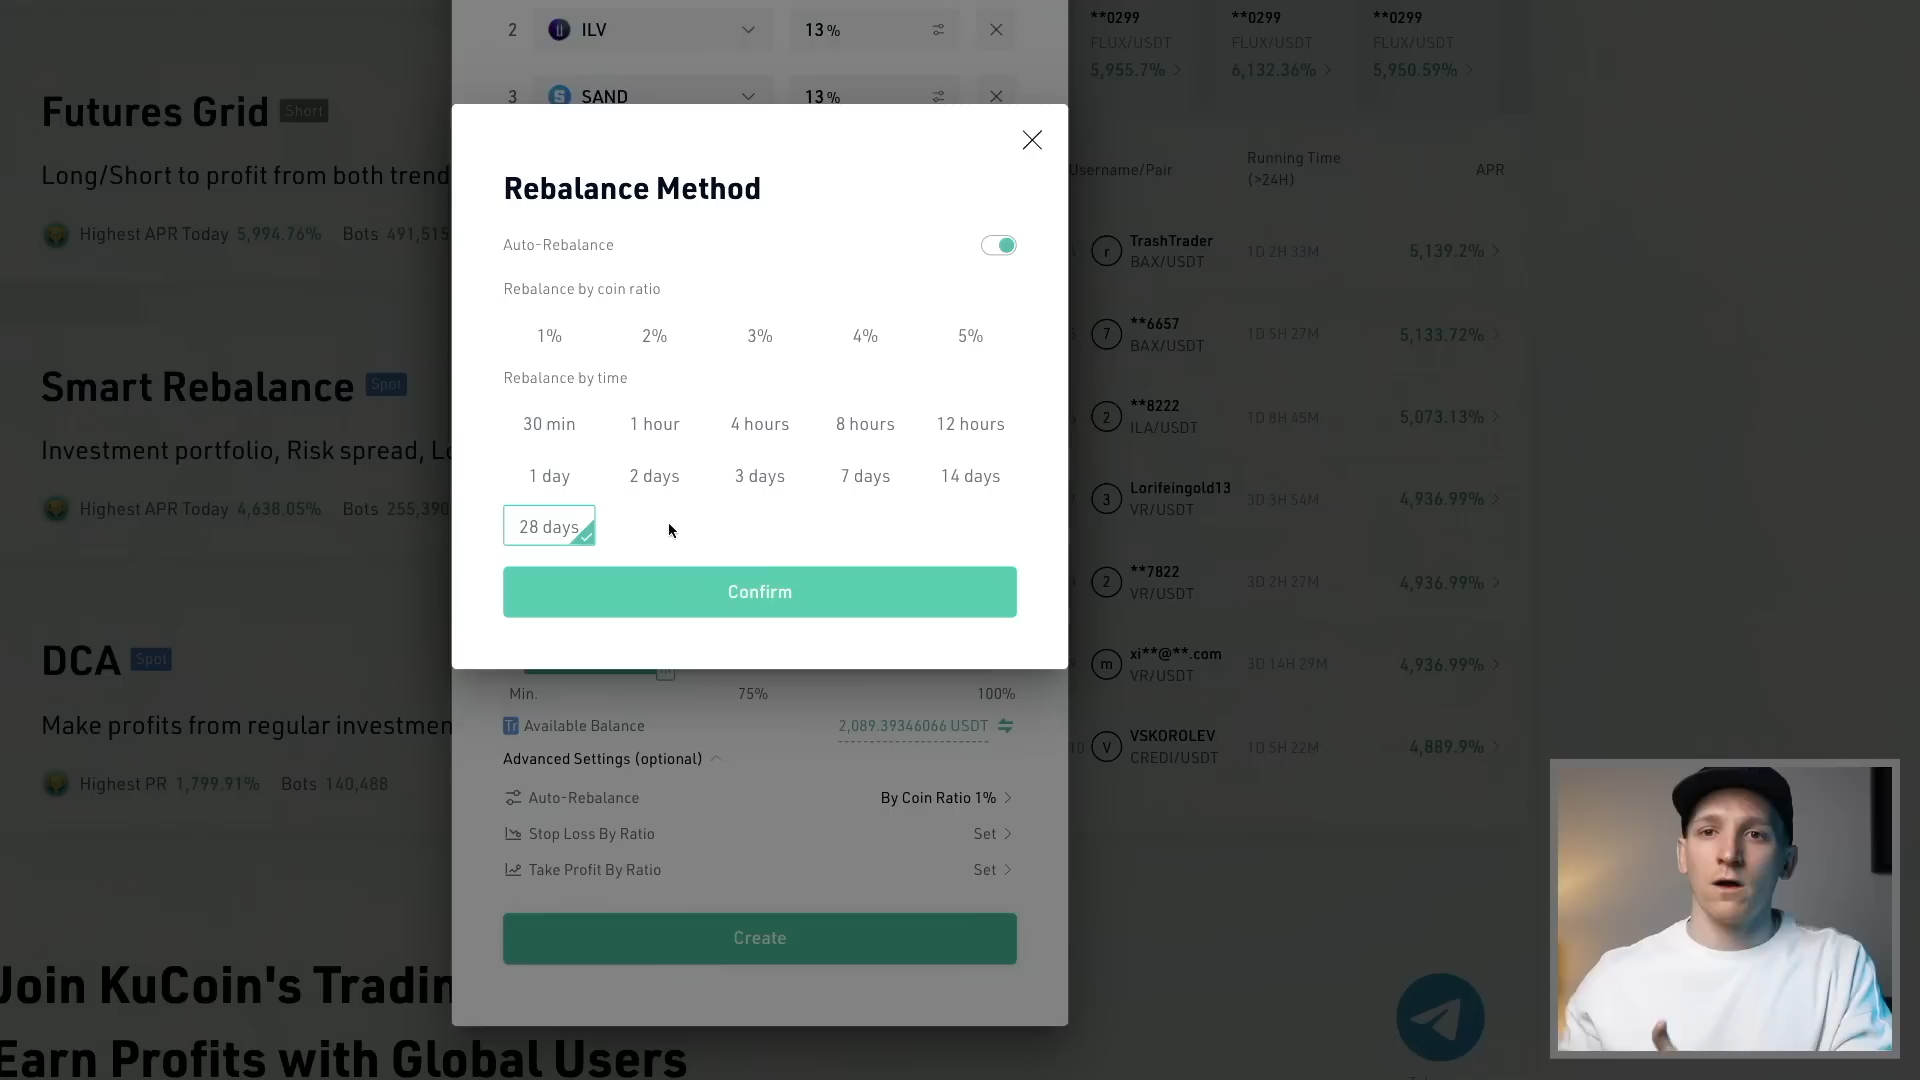 2 ILV 13%
3 SAND 13%
**0299 **0299 **0299
FLUX/USDT FLUX/USDT FLUX/USDT
5,955.7% 6,132.36% 5,950.59%
Futures Grid Short
Long/Short to profit from both trend
Highest APR Today 5,994.76% Bots 491,515
Smart Rebalance Spot
Investment portfolio, Risk spread, Lo
Highest APR Today 4,638.05% Bots 255,390
DCA Spot
Make profits from regular investmen
Highest PR 1,799.91% Bots 140,488
Join KuCoin's Tradin
Earn Profits with Global Users
Rebalance Method
Auto-Rebalance
Rebalance by coin ratio
1% 2% 3% 4% 5%
Rebalance by time
30 min 1 hour 4 hours 8 hours 12 hours
1 day 2 days 3 days 7 days 14 days
28 days
Confirm
Min. 75% 100%
Tr Available Balance 2,089.39346066 USDT
Advanced Settings (optional)
Auto-Rebalance By Coin Ratio 1%
Stop Loss By Ratio Set
Take Profit By Ratio Set
Create
Username/Pair Running Time (>24H) APR
r TrashTrader 1D 2H 33M 5,139.2%
BAX/USDT
7 **6657 1D 5H 27M 5,133.72%
BAX/USDT
2 **8222 1D 8H 45M 5,073.13%
ILA/USDT
3 Lorifeingold13 3D 3H 54M 4,936.99%
VR/USDT
2 **7822 3D 2H 27M 4,936.99%
VR/USDT
m xi**@**.com 3D 14H 29M 4,936.99%
VR/USDT
10 V VSKOROLEV 1D 5H 22M 4,889.9%
CREDI/USDT